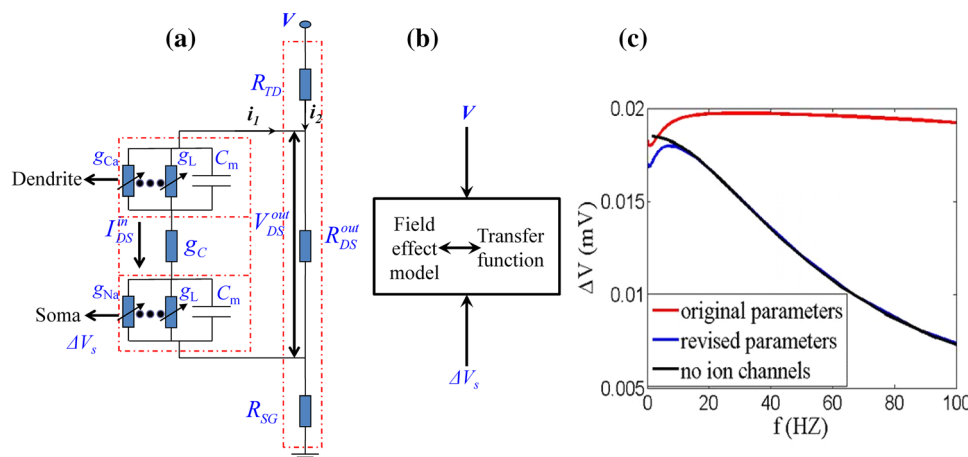 (a)
V
R_TD
i_1
i_2
g_Ca
g_L
C_m
Dendrite
I_DS^in
g_C
V_DS^out
R_DS^out
g_Na
g_L
C_m
Soma
ΔV_s
R_SG
(b)
V
Field
effect
model
Transfer
function
ΔV_s
(c)
ΔV (mV)
0.02
0.015
0.01
0.005
original parameters
revised parameters
no ion channels
0
20
40
60
80
100
f (HZ)